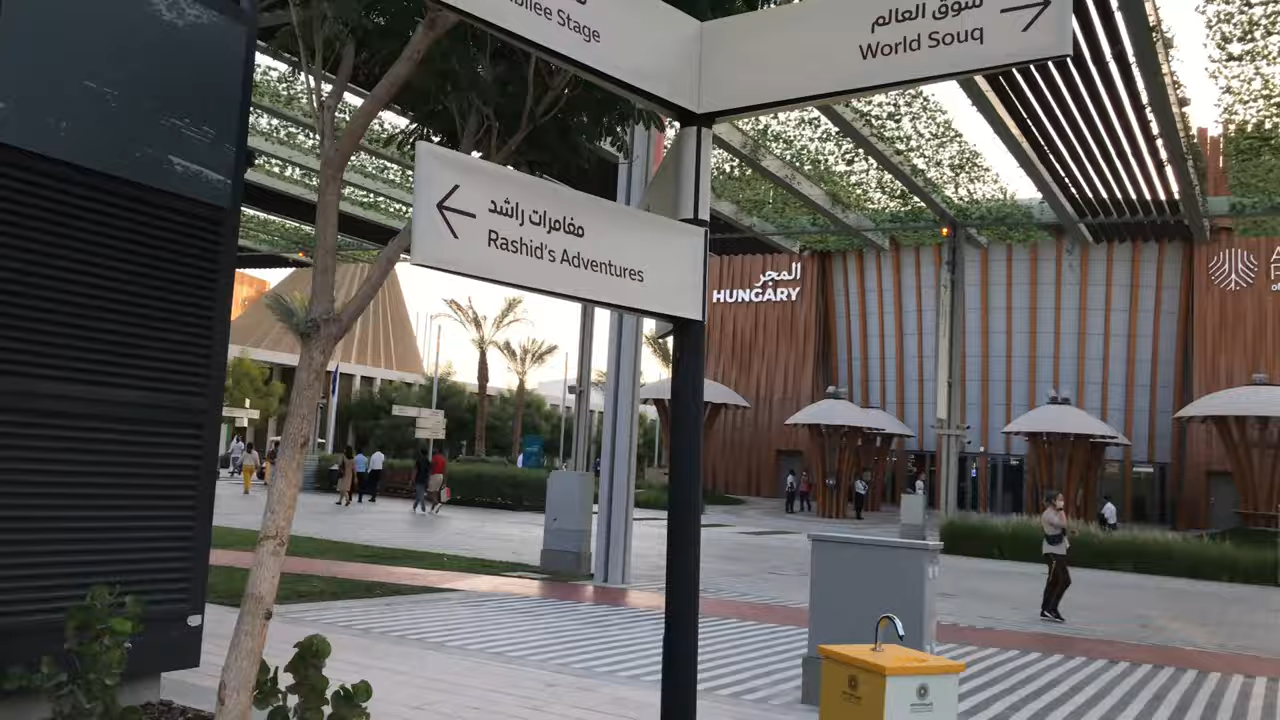 Stage
سوق العالم
World Souq
مغامرات راشد
Rashid's Adventures
المجر
HUNGARY